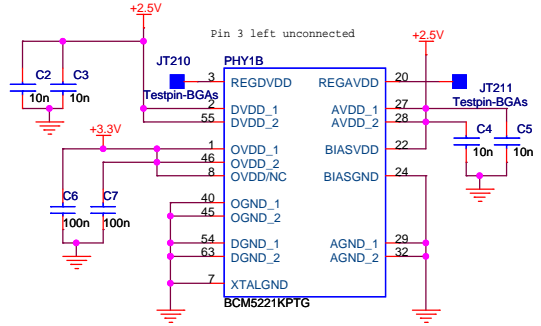 +2.5V
Pin 3 left unconnected
+2.5V
JT210
PHY1B
3 REGDVDD REGAVDD 20
Testpin-BGAs
JT211
Testpin-BGAs
C2 C3
10n 10n
2 DVDD_1 AVDD_1 27
55 DVDD_2 AVDD_2 28
C4 C5
10n 10n
+3.3V
1 OVDD_1 BIASVDD 22
46 OVDD_2
8 OVDD/NC BIASGND 24
C6 C7
100n 100n
40 OGND_1
45 OGND_2
54 DGND_1 AGND_1 29
63 DGND_2 AGND_2 32
7 XTALGND
BCM5221KPTG